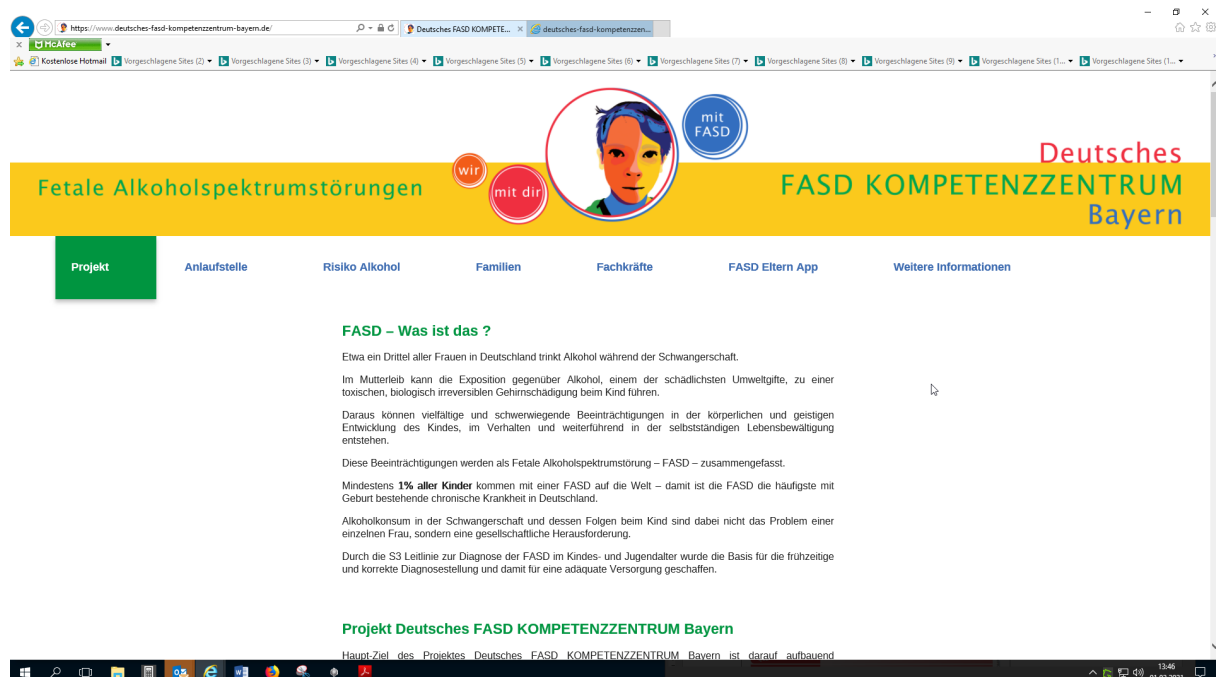 https://www.deutsches-fasd-kompetenzzentrum-bayern.de/
Deutsches FASD KOMPETE...
deutsches-fasd-kompetenzzen...
McAfee
Kostenlose Hotmail
Vorgeschlagene Sites (2)
Vorgeschlagene Sites (3)
Vorgeschlagene Sites (4)
Vorgeschlagene Sites (5)
Vorgeschlagene Sites (6)
Vorgeschlagene Sites (7)
Vorgeschlagene Sites (8)
Vorgeschlagene Sites (9)
Vorgeschlagene Sites (1...
Vorgeschlagene Sites (1...
Fetale Alkoholspektrumstörungen
wir
mit dir
mit
FASD
Deutsches
FASD KOMPETENZZENTRUM
Bayern
Projekt
Anlaufstelle
Risiko Alkohol
Familien
Fachkräfte
FASD Eltern App
Weitere Informationen
FASD – Was ist das ?
Etwa ein Drittel aller Frauen in Deutschland trinkt Alkohol während der Schwangerschaft.
Im Mutterleib kann die Exposition gegenüber Alkohol, einem der schädlichsten Umweltgifte, zu einer
toxischen, biologisch irreversiblen Gehirnschädigung beim Kind führen.
Daraus können vielfältige und schwerwiegende Beeinträchtigungen in der körperlichen und geistigen
Entwicklung des Kindes, im Verhalten und weiterführend in der selbstständigen Lebensbewältigung
entstehen.
Diese Beeinträchtigungen werden als Fetale Alkoholspektrumstörung – FASD – zusammengefasst.
Mindestens 1% aller Kinder kommen mit einer FASD auf die Welt – damit ist die FASD die häufigste mit
Geburt bestehende chronische Krankheit in Deutschland.
Alkoholkonsum in der Schwangerschaft und dessen Folgen beim Kind sind dabei nicht das Problem einer
einzelnen Frau, sondern eine gesellschaftliche Herausforderung.
Durch die S3 Leitlinie zur Diagnose der FASD im Kindes- und Jugendalter wurde die Basis für die frühzeitige
und korrekte Diagnosestellung und damit für eine adäquate Versorgung geschaffen.
Projekt Deutsches FASD KOMPETENZZENTRUM Bayern
Haupt-Ziel des Projektes Deutsches FASD KOMPETENZZENTRUM Bayern ist darauf aufbauend
13:46